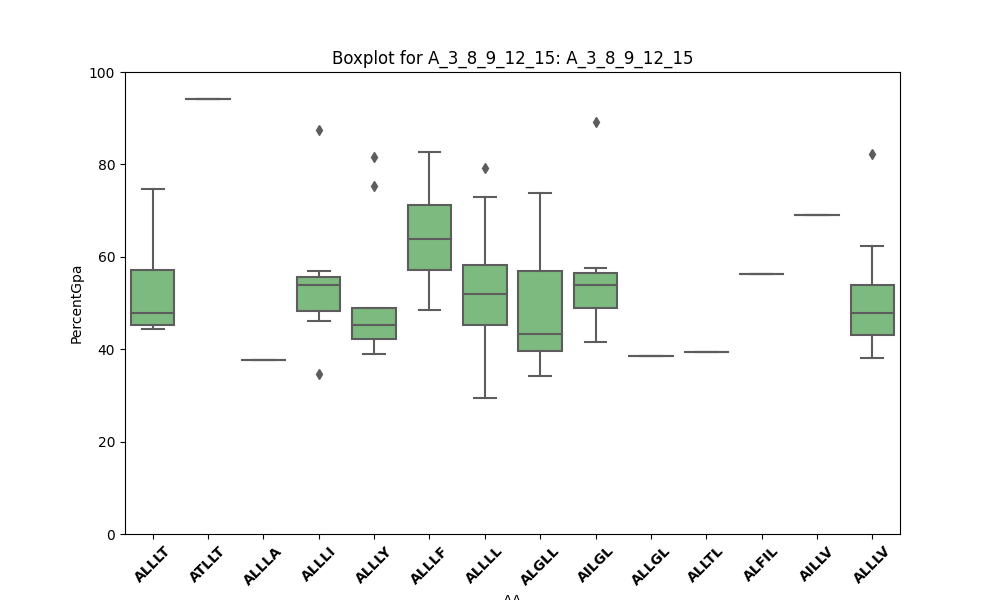 Boxplot for A_3_8_9_12_15: A_3_8_9_12_15
100
80
60
40
20
0
PercentGpa
ALLLT ATLLT ALLLA ALLLI ALLLY ALLLF ALLLL ALGLL AILGL ALLGL ALLTL ALFIL AILLV ALLLV
AA